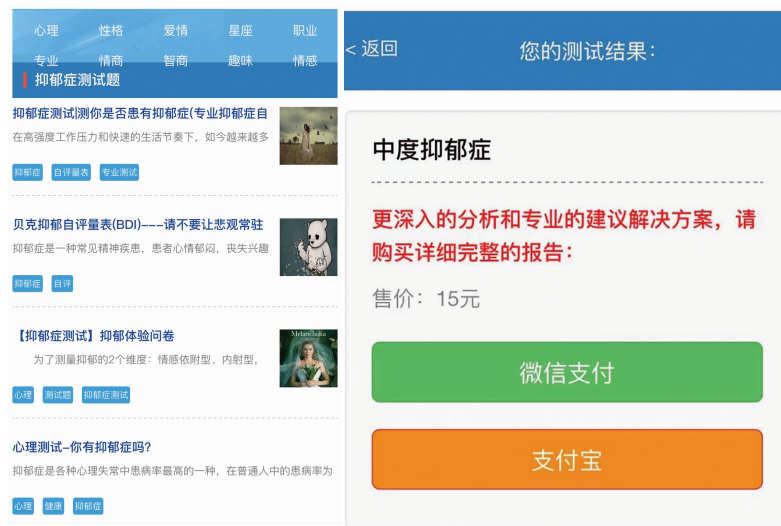 心理 性格 爱情 星座 职业
专业 情商 智商 趣味 情感
抑郁症测试题
抑郁症测试|测你是否患有抑郁症(专业抑郁症自
在高强度工作压力和快速的生活节奏下，如今越来越多
抑郁症 自评量表 专业测试
贝克抑郁自评量表(BDI)---请不要让悲观常驻
抑郁症是一种常见精神疾患，患者心情郁闷，丧失兴趣
抑郁症 自评
【抑郁症测试】抑郁体验问卷
为了测量抑郁的2个维度：情感依附型、内射型，
Melancholia
心理 测试题 抑郁症测试
心理测试-你有抑郁症吗?
抑郁症是各种心理失常中患病率最高的一种，在普通人中的患病率为
心理 健康 抑郁症
< 返回
您的测试结果：
中度抑郁症
更深入的分析和专业的建议解决方案，请
购买详细完整的报告：
售价：15元
微信支付
支付宝